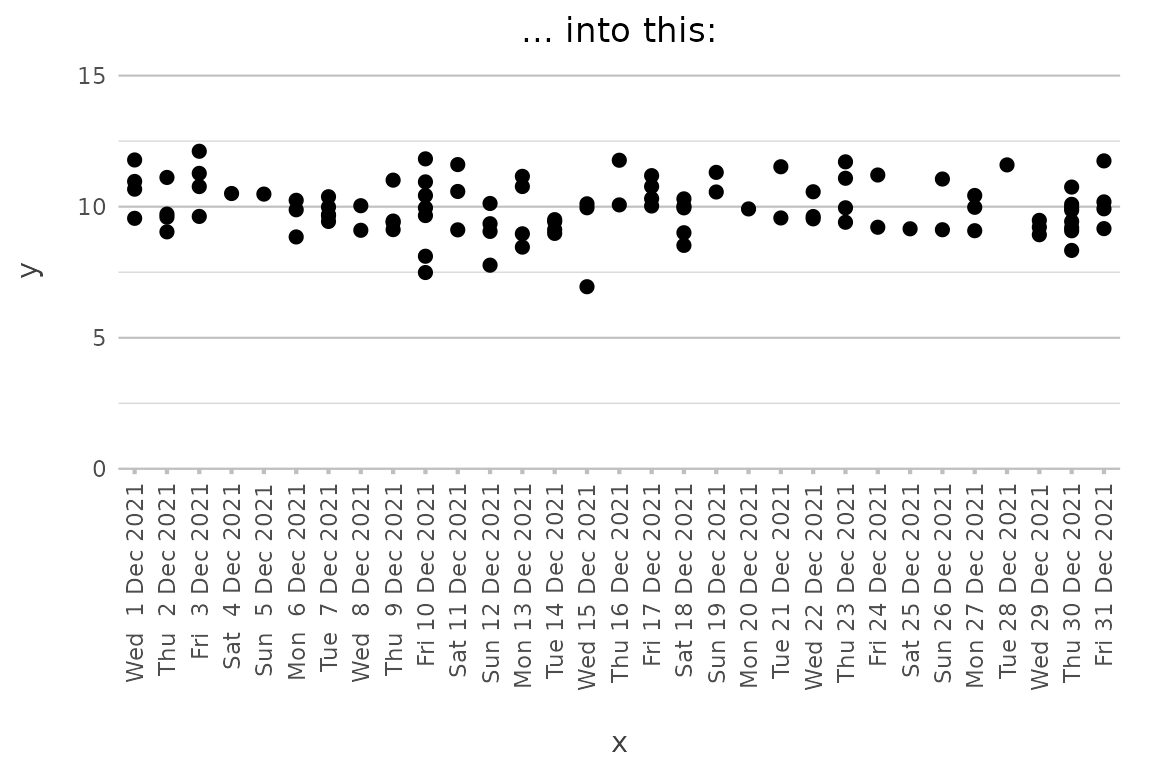 ... into this:
15
10
5
0
y
Wed  1 Dec 2021
Thu  2 Dec 2021
Fri  3 Dec 2021
Sat  4 Dec 2021
Sun  5 Dec 2021
Mon  6 Dec 2021
Tue  7 Dec 2021
Wed  8 Dec 2021
Thu  9 Dec 2021
Fri 10 Dec 2021
Sat 11 Dec 2021
Sun 12 Dec 2021
Mon 13 Dec 2021
Tue 14 Dec 2021
Wed 15 Dec 2021
Thu 16 Dec 2021
Fri 17 Dec 2021
Sat 18 Dec 2021
Sun 19 Dec 2021
Mon 20 Dec 2021
Tue 21 Dec 2021
Wed 22 Dec 2021
Thu 23 Dec 2021
Fri 24 Dec 2021
Sat 25 Dec 2021
Sun 26 Dec 2021
Mon 27 Dec 2021
Tue 28 Dec 2021
Wed 29 Dec 2021
Thu 30 Dec 2021
Fri 31 Dec 2021
x